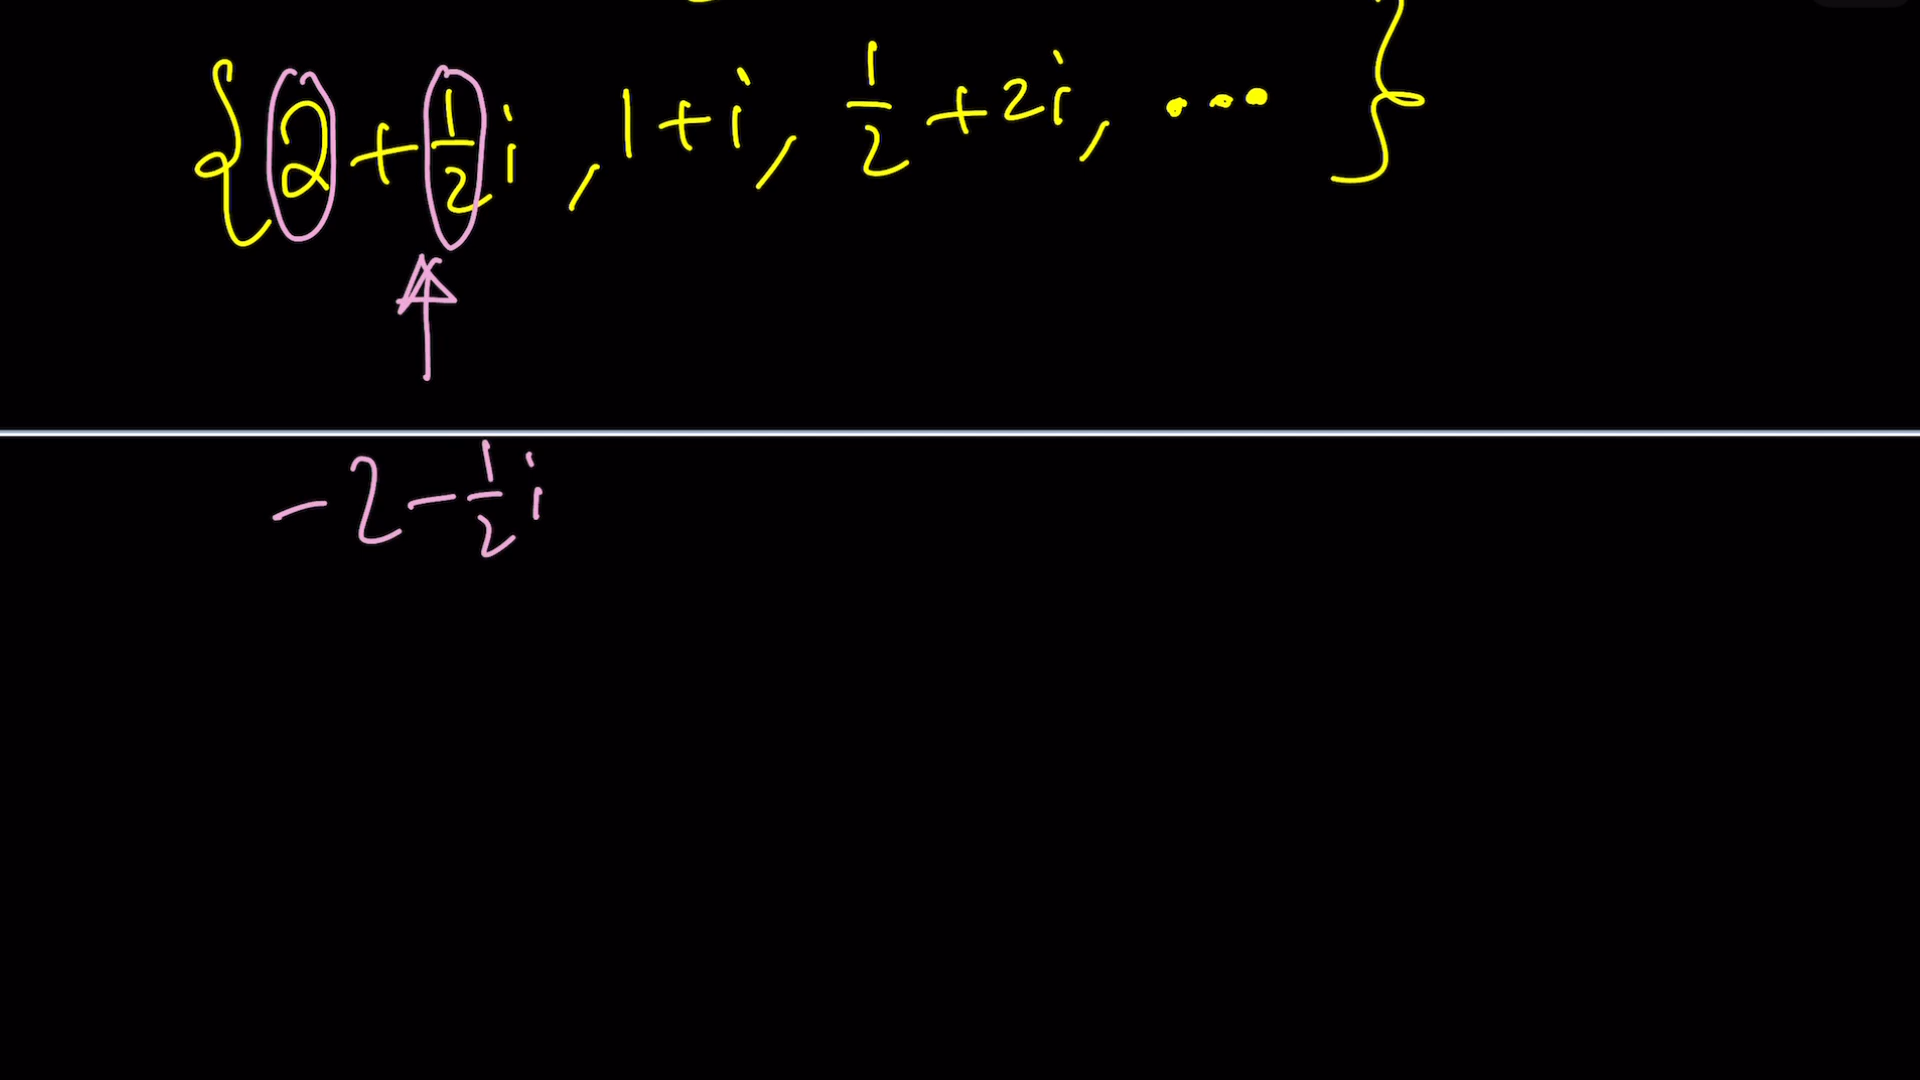 {2 + 1/2 i , 1 + i , 1/2 + 2i , ... }
-2 - 1/2 i